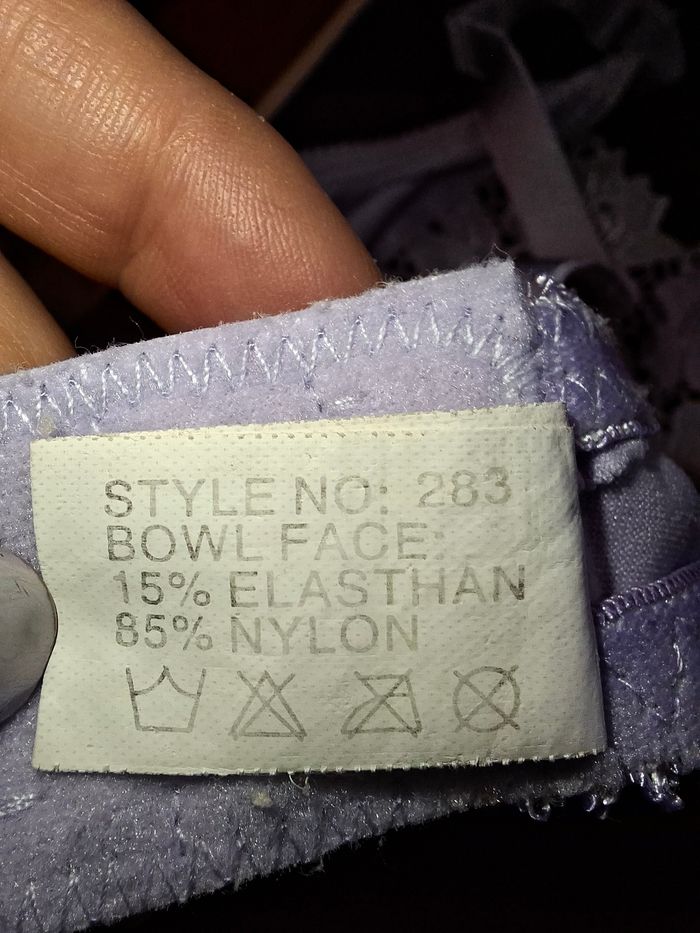 STYLE NO: 283
BOWL FACE:
15% ELASTHAN
85% NYLON